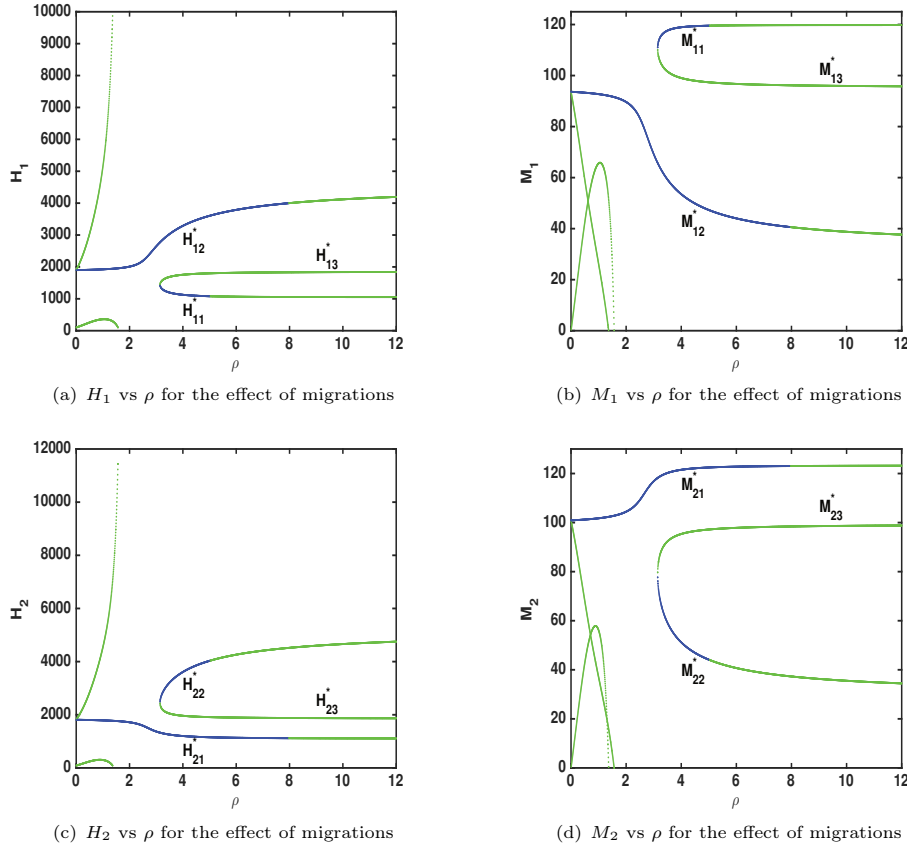 10000
9000
8000
7000
6000
5000
4000
3000
2000
1000
0
H1
H*12
H*13
H*11
0 2 4 6 8 10 12
ρ
(a) H1 vs ρ for the effect of migrations
120
100
80
60
40
20
0
M1
M*11
M*13
M*12
0 2 4 6 8 10 12
ρ
(b) M1 vs ρ for the effect of migrations
12000
10000
8000
6000
4000
2000
0
H2
H*22
H*23
H*21
0 2 4 6 8 10 12
ρ
(c) H2 vs ρ for the effect of migrations
120
100
80
60
40
20
0
M2
M*21
M*23
M*22
0 2 4 6 8 10 12
ρ
(d) M2 vs ρ for the effect of migrations